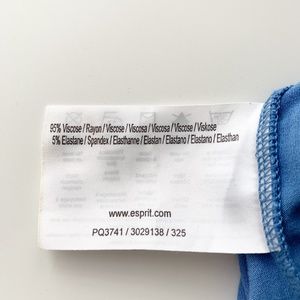 95% Viscose / Rayon / Viscose / Viscosa / Viscosa / Viscose / Viskose
5% Elastane / Spandex / Elasthanne / Elastan / Elastano / Elastano / Elasthan
www.esprit.com
PQ3741 / 3029138 / 325